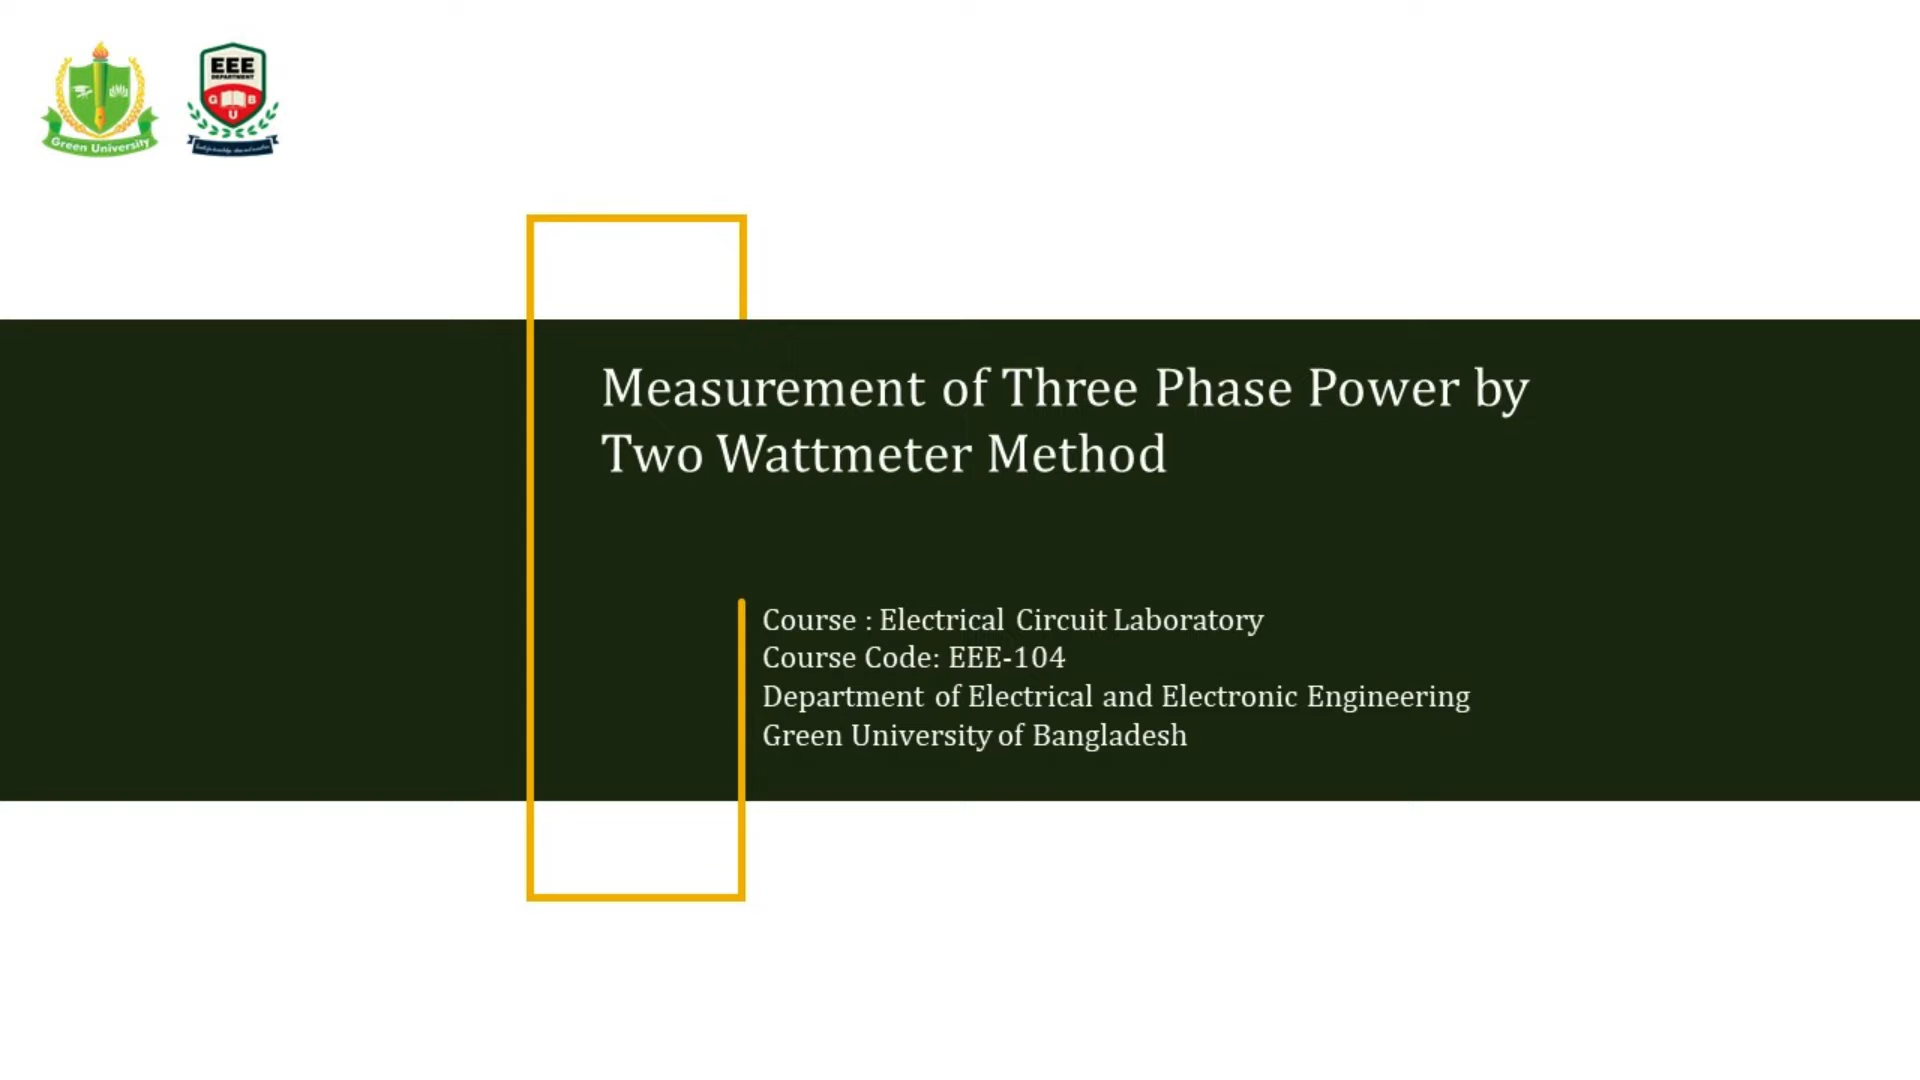 Green University
EEE
DEPARTMENT
G B
U
Measurement of Three Phase Power by
Two Wattmeter Method
Course : Electrical Circuit Laboratory
Course Code: EEE-104
Department of Electrical and Electronic Engineering
Green University of Bangladesh